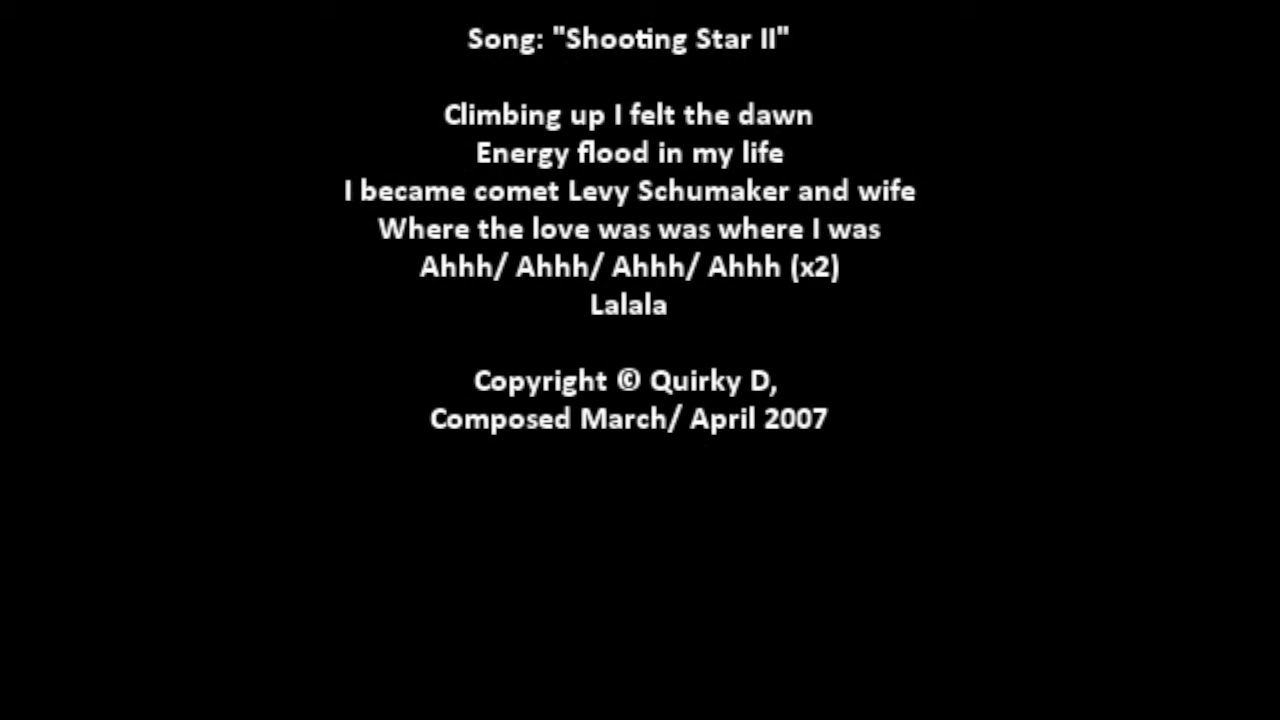 Song: "Shooting Star II"
Climbing up I felt the dawn
Energy flood in my life
I became comet Levy Schumaker and wife
Where the love was was where I was
Ahhh/ Ahhh/ Ahhh/ Ahhh (x2)
Lalala
Copyright © Quirky D,
Composed March/ April 2007